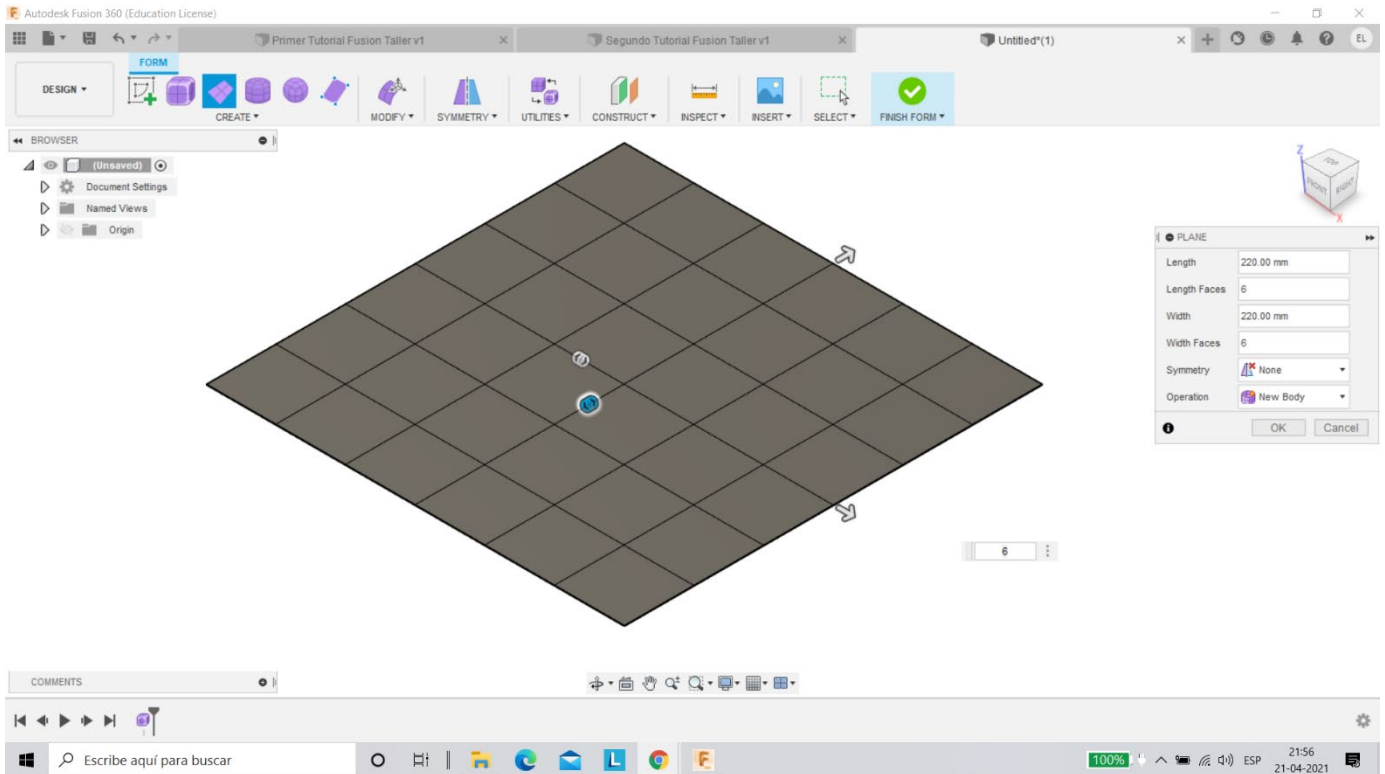 Autodesk Fusion 360 (Education License)
Primer Tutorial Fusion Taller v1
Segundo Tutorial Fusion Taller v1
Untitled*(1)
EL
FORM
DESIGN
CREATE
MODIFY
SYMMETRY
UTILITIES
CONSTRUCT
INSPECT
INSERT
SELECT
FINISH FORM
BROWSER
(Unsaved)
Document Settings
Named Views
Origin
Z
TOP
FRONT
RIGHT
X
PLANE
Length 220.00 mm
Length Faces 6
Width 220.00 mm
Width Faces 6
Symmetry None
Operation New Body
OK Cancel
6
COMMENTS
Escribe aquí para buscar
L
F
100%
ESP
21:56
21-04-2021